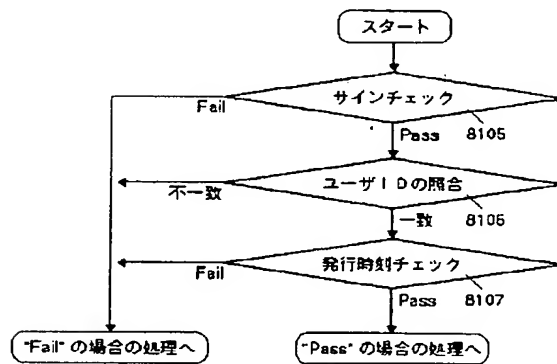 スタート
サインチェック
Fail
8105
Pass
ユーザIDの照合
不一致
8106
一致
発行時刻チェック
Fail
8107
Pass
"Fail" の場合の処理へ
"Pass" の場合の処理へ